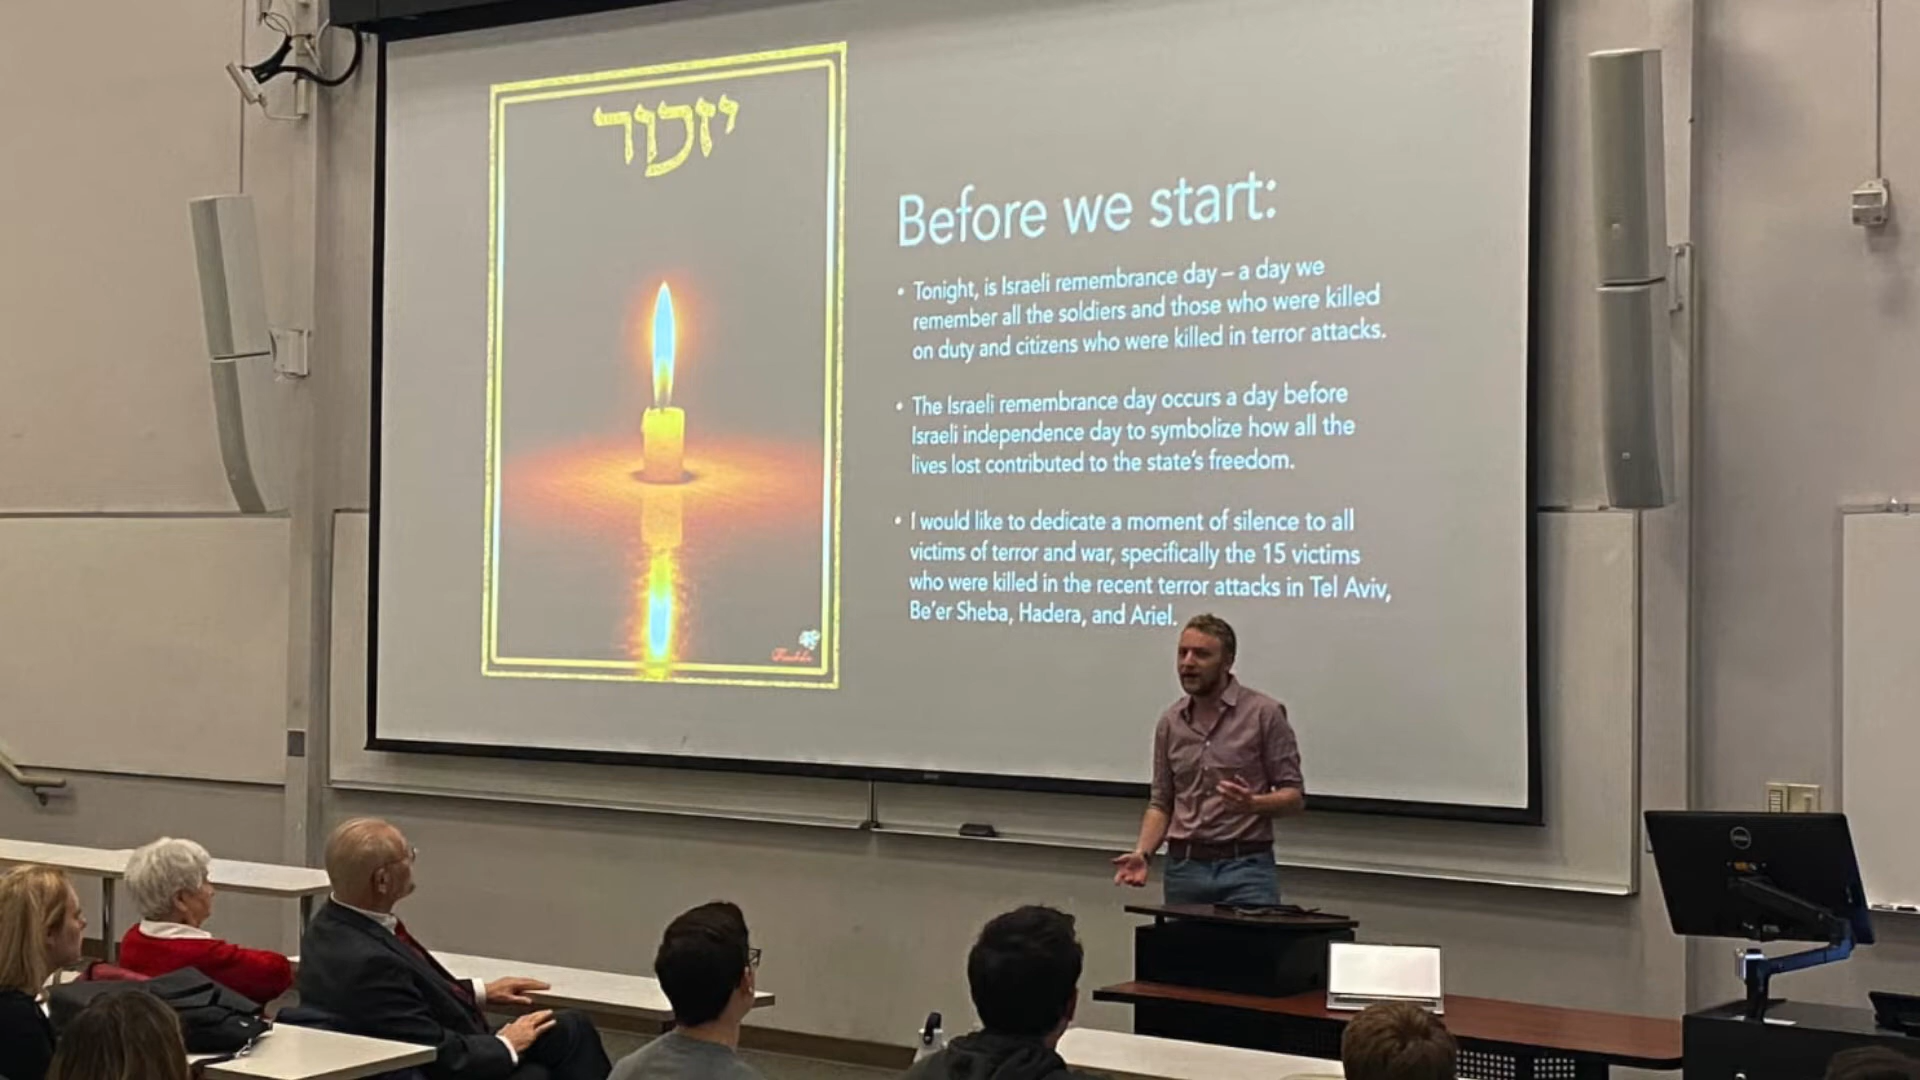 יזכור
Before we start:
• Tonight, is Israeli remembrance day – a day we
remember all the soldiers and those who were killed
on duty and citizens who were killed in terror attacks.
• The Israeli remembrance day occurs a day before
Israeli independence day to symbolize how all the
lives lost contributed to the state's freedom.
• I would like to dedicate a moment of silence to all
victims of terror and war, specifically the 15 victims
who were killed in the recent terror attacks in Tel Aviv,
Be'er Sheba, Hadera, and Ariel.
DELL